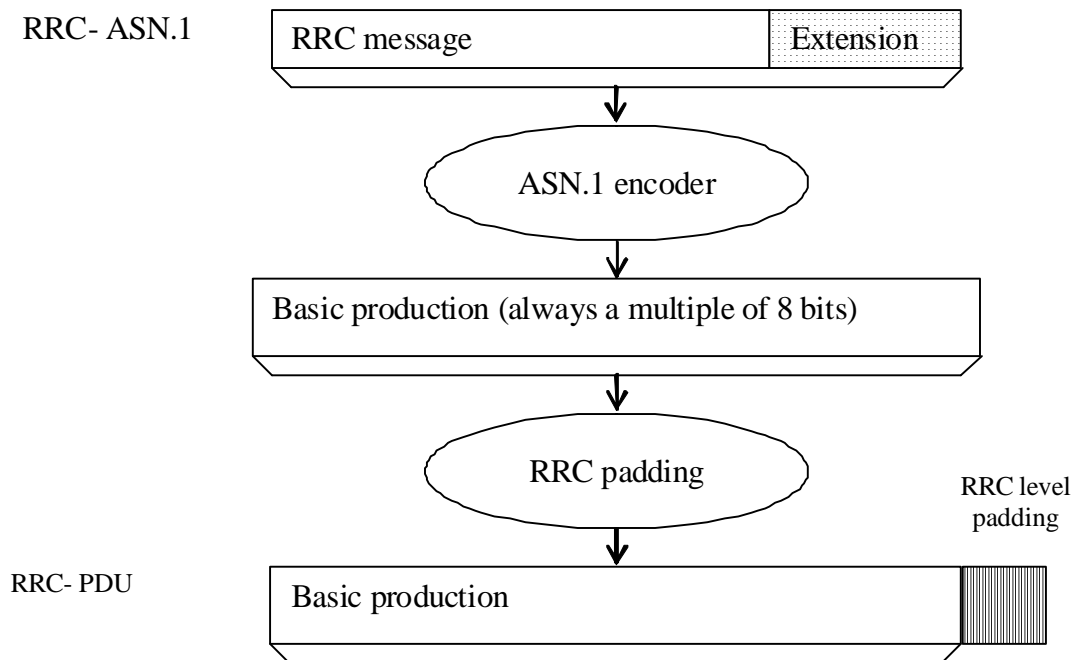 RRC- ASN.1
RRC message
Extension
ASN.1 encoder
Basic production (always a multiple of 8 bits)
RRC padding
RRC level
padding
RRC- PDU
Basic production